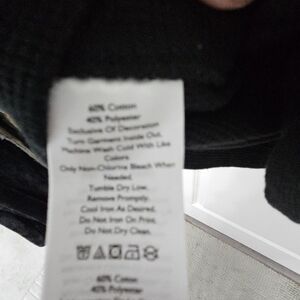 60% Cotton
40% Polyester
Exclusive Of Decoration
Turn Garment Inside Out.
Machine Wash Cold With Like
Colors
Only Non-Chlorine Bleach When
Needed.
Tumble Dry Low.
Remove Promptly.
Cool Iron As Desired.
Do Not Iron On Print.
Do Not Dry Clean.
60% Cotton
40% Polyester